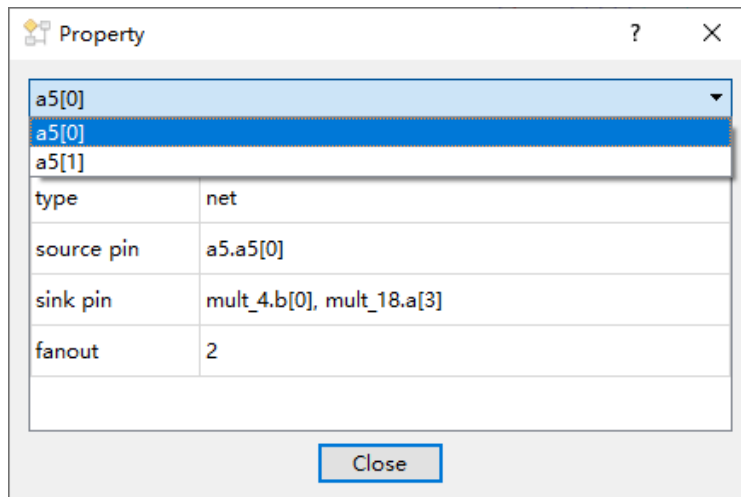 Property ?
a5[0]
a5[0]
a5[1]
type net
source pin a5.a5[0]
sink pin mult_4.b[0], mult_18.a[3]
fanout 2
Close